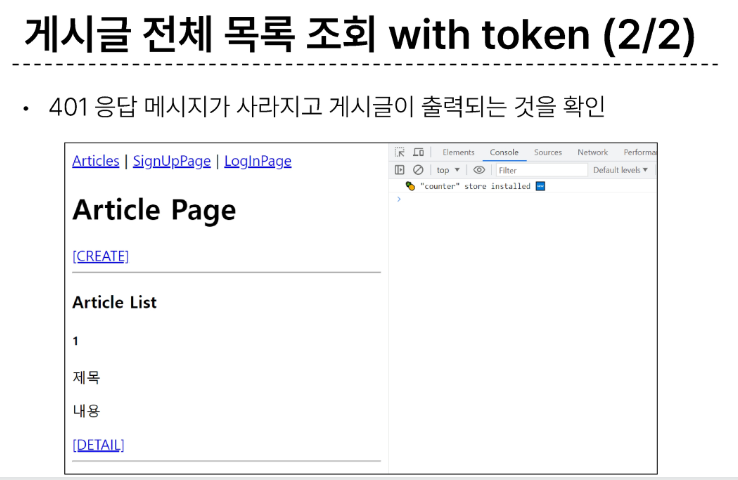 게시글 전체 목록 조회 with token (2/2)
• 401 응답 메시지가 사라지고 게시글이 출력되는 것을 확인
Articles | SignUpPage | LogInPage
Article Page
[CREATE]
Article List
1
제목
내용
[DETAIL]
Elements Console Sources Network Performa
top ▼ Filter Default levels ▼
"counter" store installed 🆕
>